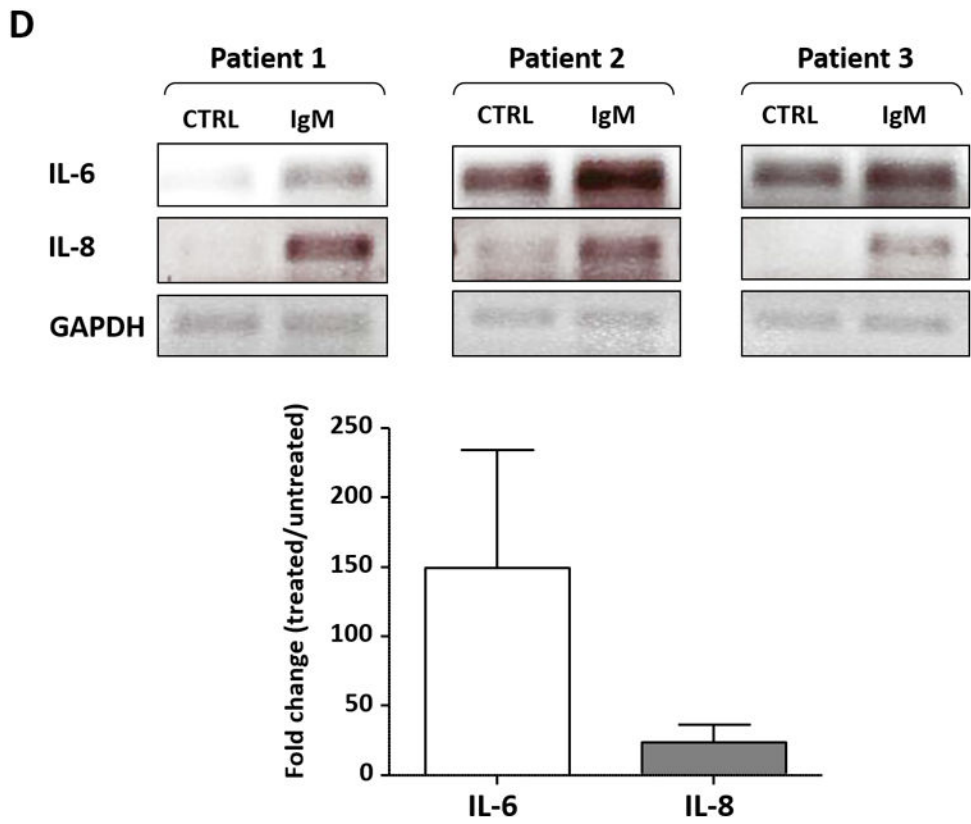 D
Patient 1 Patient 2 Patient 3
CTRL IgM CTRL IgM CTRL IgM
IL-6
IL-8
GAPDH
Fold change (treated/untreated)
250
200
150
100
50
0
IL-6 IL-8